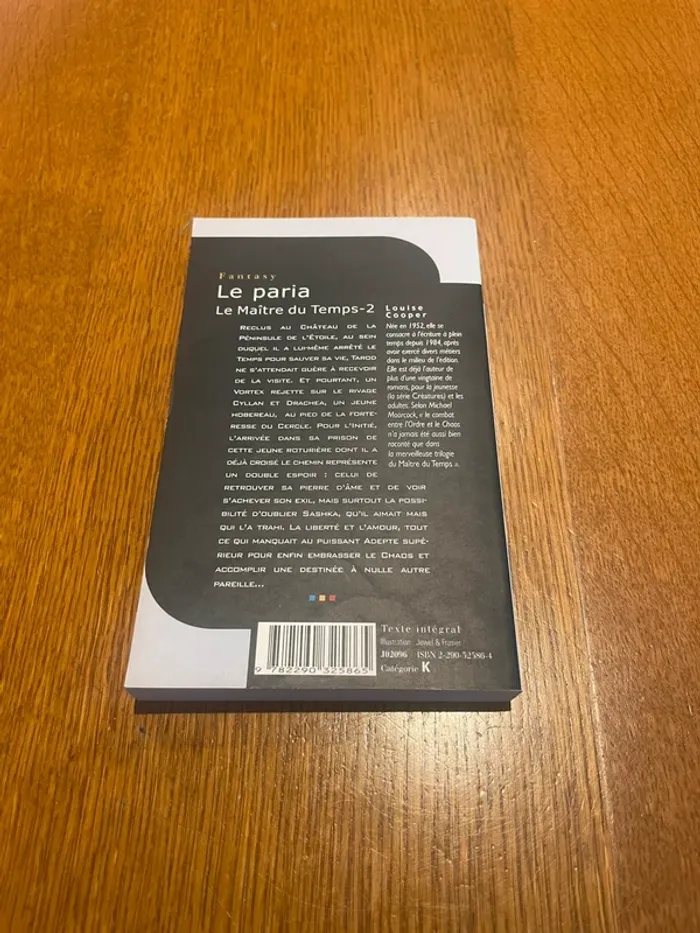 Fantasy
Le paria
Le Maître du Temps-2
RECLUS AU CHÂTEAU DE LA
PÉNINSULE DE L'ÉTOILE, AU SEIN
DUQUEL IL A LUI-MÊME ARRÊTÉ LE
TEMPS POUR SAUVER SA VIE, TAROD
NE S'ATTENDAIT GUÈRE À RECEVOIR
DE LA VISITE. ET POURTANT, UN
VORTEX REJETTE SUR LE RIVAGE
CYLLAN ET DRACHEA, UN JEUNE
HOBEREAU, AU PIED DE LA FORTE-
RESSE DU CERCLE. POUR L'INITIÉ,
L'ARRIVÉE DANS SA PRISON DE
CETTE JEUNE ROTURIÈRE DONT IL A
DÉJÀ CROISÉ LE CHEMIN REPRÉSENTE
UN DOUBLE ESPOIR : CELUI DE
RETROUVER SA PIERRE D'ÂME ET DE VOIR
S'ACHEVER SON EXIL, MAIS SURTOUT LA POSSI-
BILITÉ D'OUBLIER SASHKA, QU'IL AIMAIT MAIS
QUI L'A TRAHI. LA LIBERTÉ ET L'AMOUR, TOUT
CE QUI MANQUAIT AU PUISSANT ADEPTE SUPÉ-
RIEUR POUR ENFIN EMBRASSER LE CHAOS ET
ACCOMPLIR UNE DESTINÉE À NULLE AUTRE
PAREILLE...
Louise
Cooper
Née en 1952, elle se
consacre à l'écriture à plein
temps depuis 1984, après
avoir exercé divers métiers
dans le milieu de l'édition.
Elle est déjà l'auteur de
plus d'une vingtaine de
romans, pour la jeunesse
(la série Créatures) et les
adultes. Selon Michael
Moorcock, « le combat
entre l'Ordre et le Chaos
n'a jamais été aussi bien
raconté que dans
la merveilleuse trilogie
du Maître du Temps ».
9 782290 325865
Texte intégral
Illustration : Jewel & Frasier
J02096 ISBN 2-290-32586-4
Catégorie K